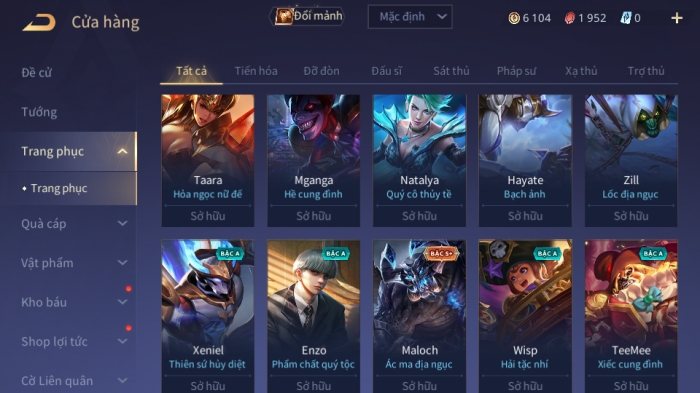 Cửa hàng
Đổi mảnh
Mặc định
6 104
1 952
0
Đề cử
Tướng
Trang phục
Trang phục
Quà cáp
Vật phẩm
Kho báu
Shop lợi tức
Cờ Liên quân
Tất cả Tiến hóa Đỡ đòn Đấu sĩ Sát thủ Pháp sư Xạ thủ Trợ thủ
Taara
Hỏa ngọc nữ đế
Sở hữu
Mganga
Hề cung đình
Sở hữu
Natalya
Quý cô thủy tề
Sở hữu
Hayate
Bạch ảnh
Sở hữu
Zill
Lốc địa ngục
Sở hữu
BẬC A
Xeniel
Thiên sứ hủy diệt
Sở hữu
Enzo
Phẩm chất quý tộc
Sở hữu
BẬC S+
Maloch
Ác ma địa ngục
Sở hữu
BẬC A
Wisp
Hải tặc nhí
Sở hữu
BẬC A
TeeMee
Xiếc cung đình
Sở hữu